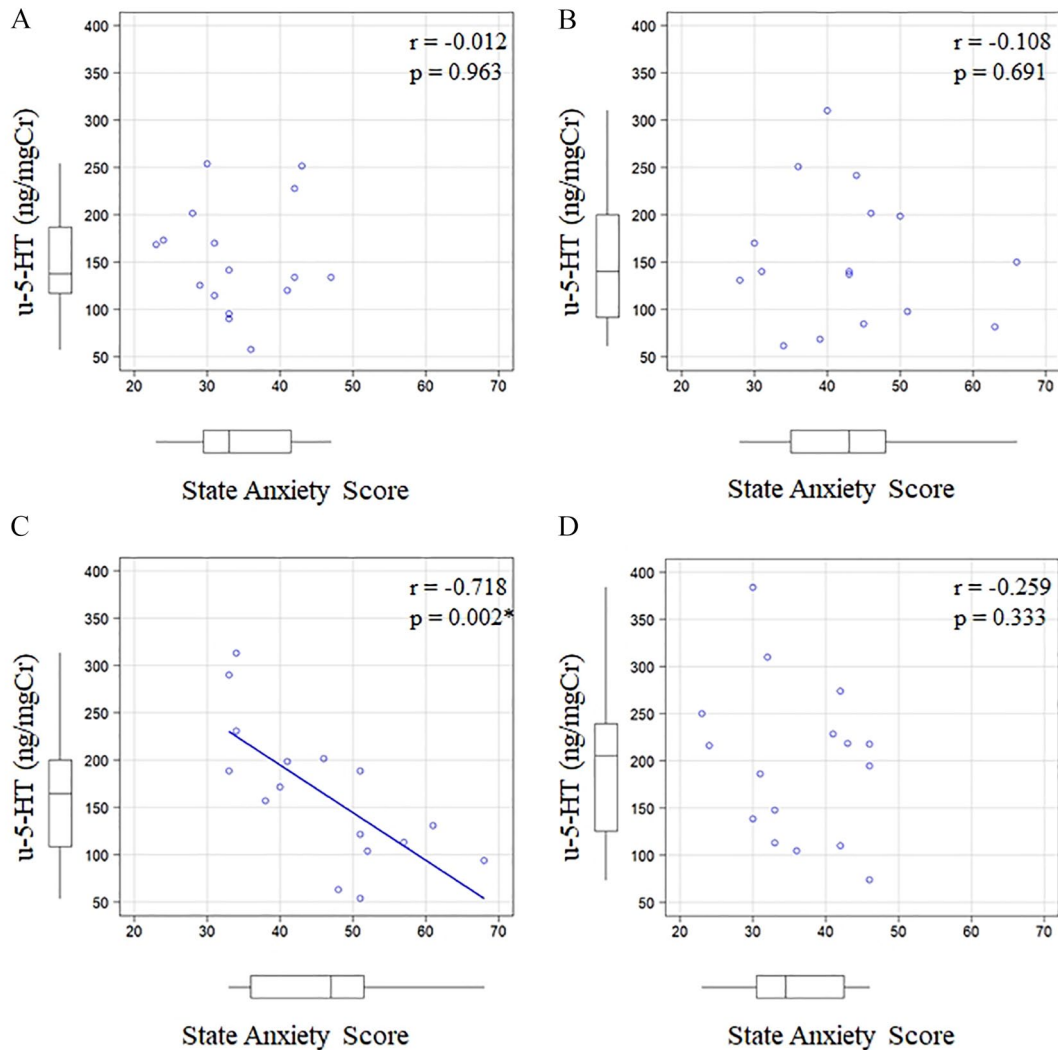 A
r = -0.012
p = 0.963
u-5-HT (ng/mgCr)
400
350
300
250
200
150
100
50
20 30 40 50 60 70
State Anxiety Score
B
r = -0.108
p = 0.691
u-5-HT (ng/mgCr)
400
350
300
250
200
150
100
50
20 30 40 50 60 70
State Anxiety Score
C
r = -0.718
p = 0.002*
u-5-HT (ng/mgCr)
400
350
300
250
200
150
100
50
20 30 40 50 60 70
State Anxiety Score
D
r = -0.259
p = 0.333
u-5-HT (ng/mgCr)
400
350
300
250
200
150
100
50
20 30 40 50 60 70
State Anxiety Score